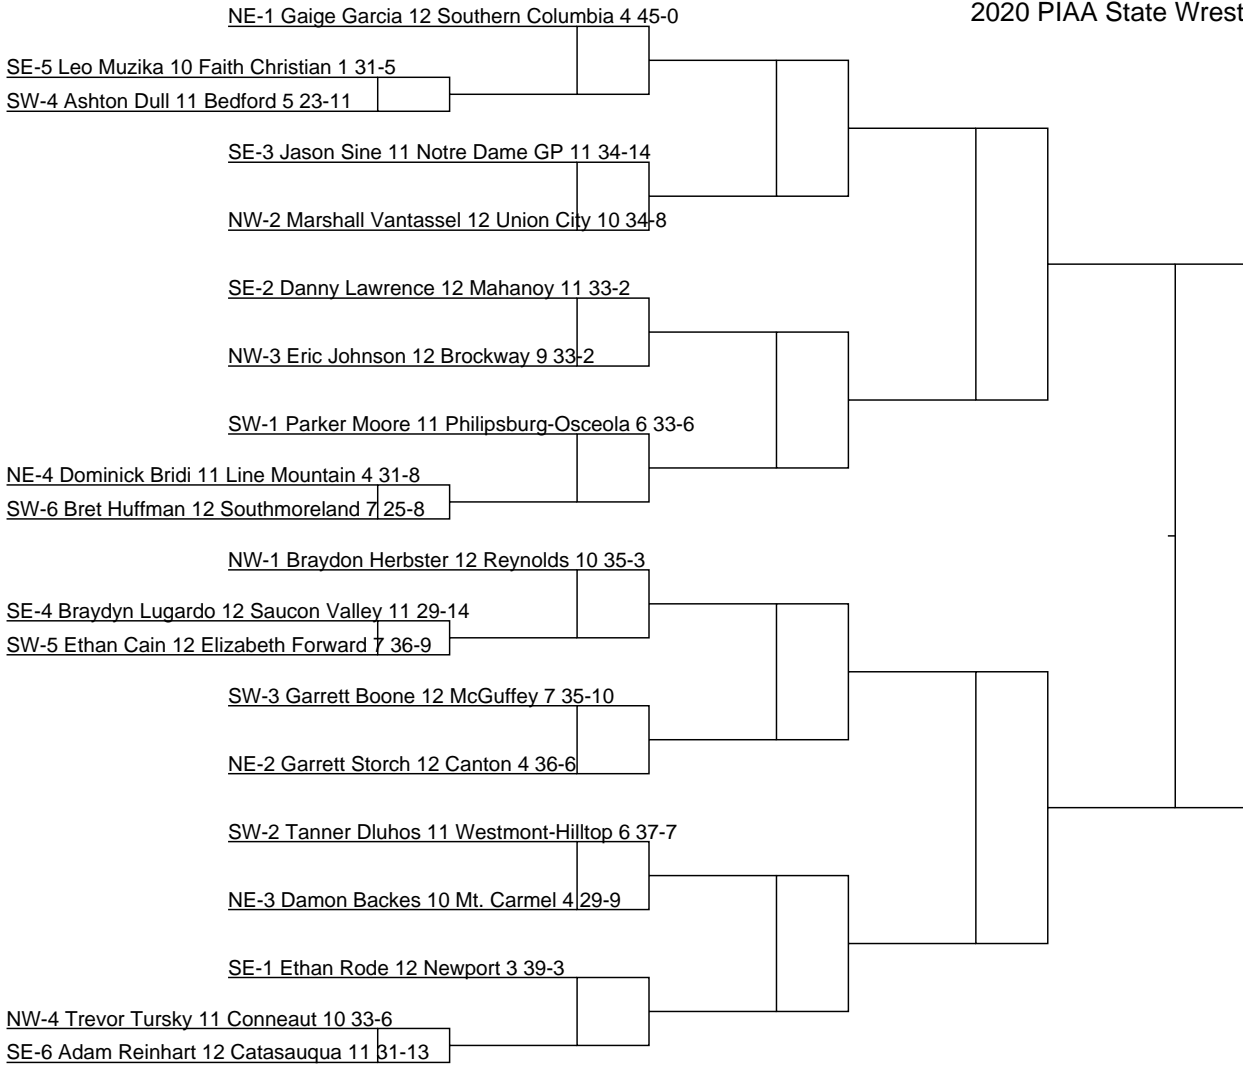 NE-1 Gaige Garcia 12 Southern Columbia 4 45-0
2020 PIAA State Wrest
SE-5 Leo Muzika 10 Faith Christian 1 31-5
SW-4 Ashton Dull 11 Bedford 5 23-11
SE-3 Jason Sine 11 Notre Dame GP 11 34-14
NW-2 Marshall Vantassel 12 Union City 10 34-8
SE-2 Danny Lawrence 12 Mahanoy 11 33-2
NW-3 Eric Johnson 12 Brockway 9 33-2
SW-1 Parker Moore 11 Philipsburg-Osceola 6 33-6
NE-4 Dominick Bridi 11 Line Mountain 4 31-8
SW-6 Bret Huffman 12 Southmoreland 7 25-8
NW-1 Braydon Herbster 12 Reynolds 10 35-3
SE-4 Braydyn Lugardo 12 Saucon Valley 11 29-14
SW-5 Ethan Cain 12 Elizabeth Forward 7 36-9
SW-3 Garrett Boone 12 McGuffey 7 35-10
NE-2 Garrett Storch 12 Canton 4 36-6
SW-2 Tanner Dluhos 11 Westmont-Hilltop 6 37-7
NE-3 Damon Backes 10 Mt. Carmel 4 29-9
SE-1 Ethan Rode 12 Newport 3 39-3
NW-4 Trevor Tursky 11 Conneaut 10 33-6
SE-6 Adam Reinhart 12 Catasauqua 11 31-13